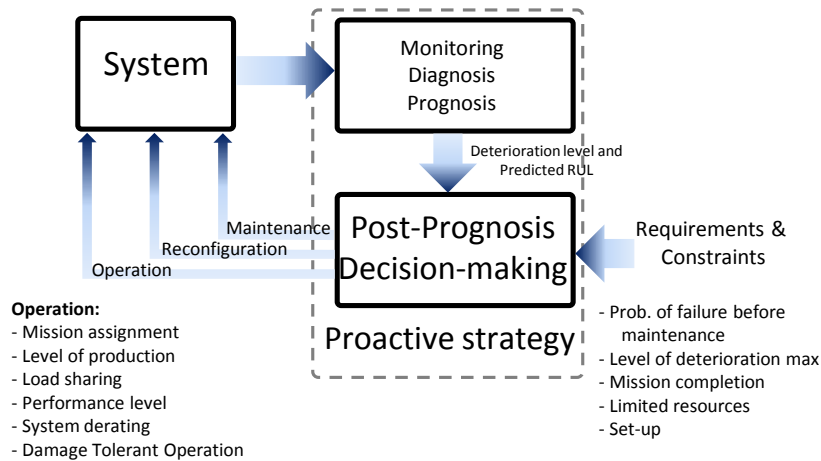 System
Monitoring
Diagnosis
Prognosis
Deterioration level and
Predicted RUL
Maintenance
Reconfiguration
Operation
Post-Prognosis
Decision-making
Requirements &
Constraints
Proactive strategy
Operation:
- Mission assignment
- Level of production
- Load sharing
- Performance level
- System derating
- Damage Tolerant Operation
- Prob. of failure before
maintenance
- Level of deterioration max
- Mission completion
- Limited resources
- Set-up